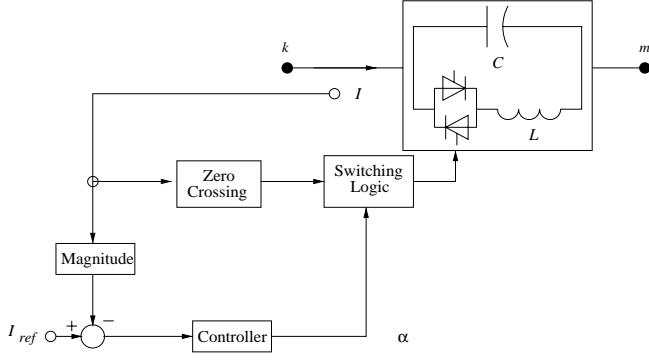 k
m
C
L
I
Zero
Crossing
Switching
Logic
Magnitude
I ref
+
−
Controller
α